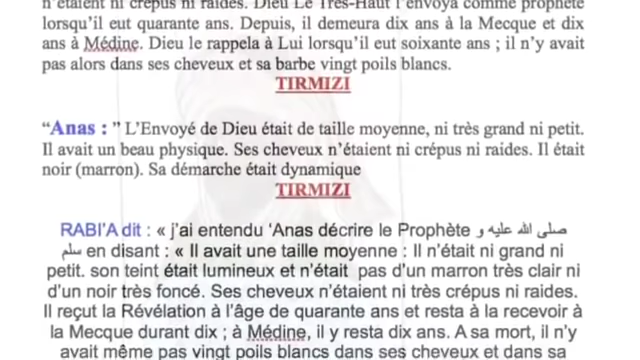 n'étaient ni crépus ni raides. Dieu Le Très-Haut l'envoya comme prophète
lorsqu'il eut quarante ans. Depuis, il demeura dix ans à la Mecque et dix
ans à Médine. Dieu le rappela à Lui lorsqu'il eut soixante ans ; il n'y avait
pas alors dans ses cheveux et sa barbe vingt poils blancs.
TIRMIZI
“Anas : ” L'Envoyé de Dieu était de taille moyenne, ni très grand ni petit.
Il avait un beau physique. Ses cheveux n'étaient ni crépus ni raides. Il était
noir (marron). Sa démarche était dynamique
TIRMIZI
RABI'A dit : « j'ai entendu 'Anas décrire le Prophète صلى الله عليه و
سلم en disant : « Il avait une taille moyenne : Il n'était ni grand ni
petit. son teint était lumineux et n'était pas d'un marron très clair ni
d'un noir très foncé. Ses cheveux n'étaient ni très crépus ni raides.
Il reçut la Révélation à l'âge de quarante ans et resta à la recevoir à
la Mecque durant dix ; à Médine, il y resta dix ans. A sa mort, il n'y
avait même pas vingt poils blancs dans ses cheveux et dans sa